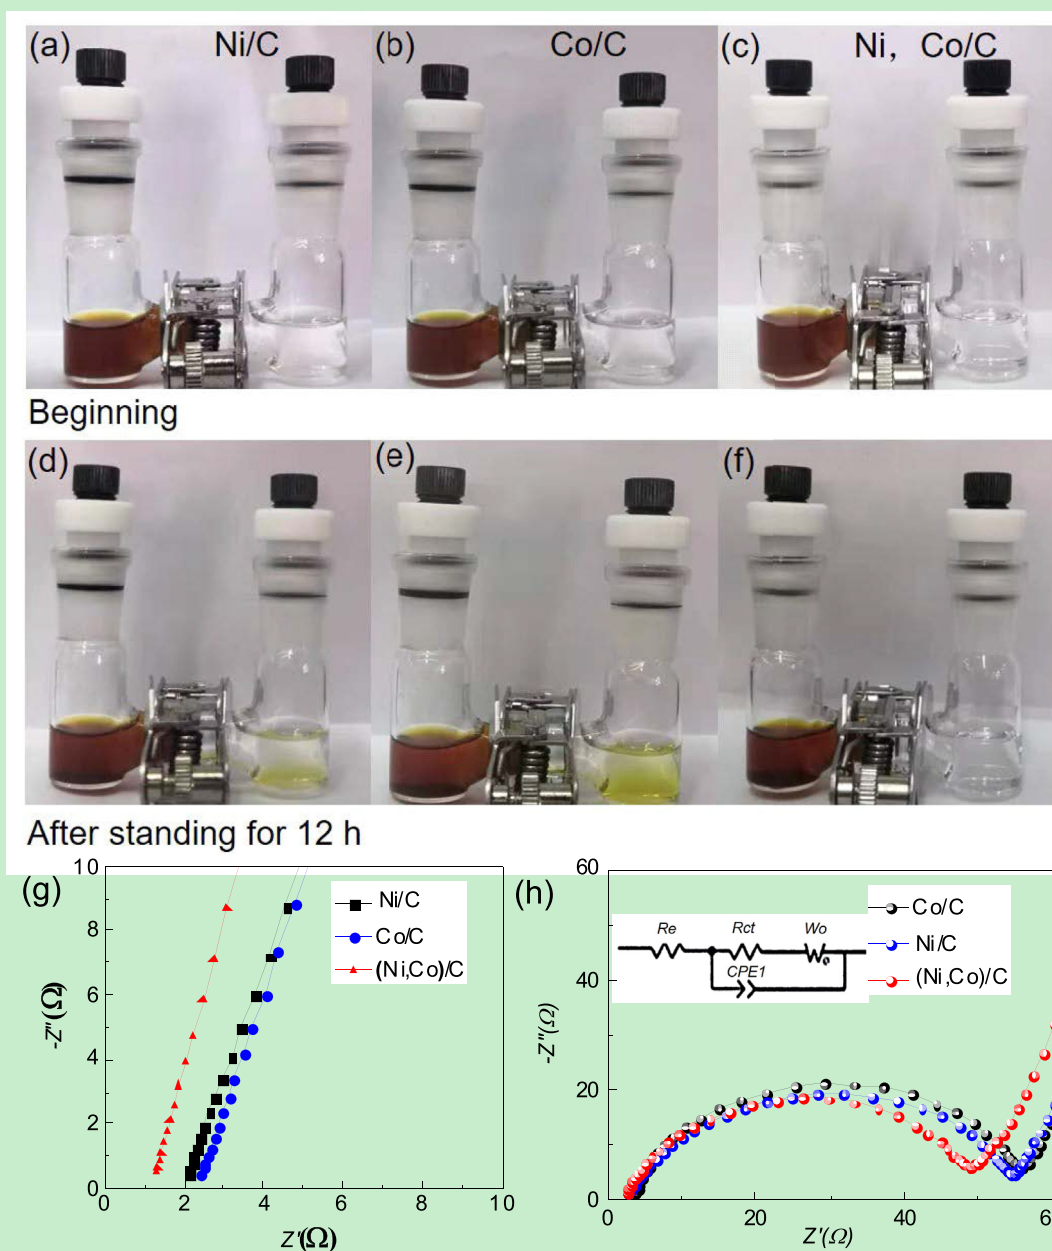 (a) Ni/C (b) Co/C (c) Ni, Co/C
Beginning
(d) (e) (f)
After standing for 12 h
(g)
10
8
6
4
2
0
0 2 4 6 8 10
-Z"(Ω)
Z'(Ω)
Ni/C
Co/C
(Ni,Co)/C
(h)
60
40
20
0
0 20 40 6
-Z"(Ω)
Z'(Ω)
Re Rct Wo
CPE1
Co/C
Ni/C
(Ni,Co)/C